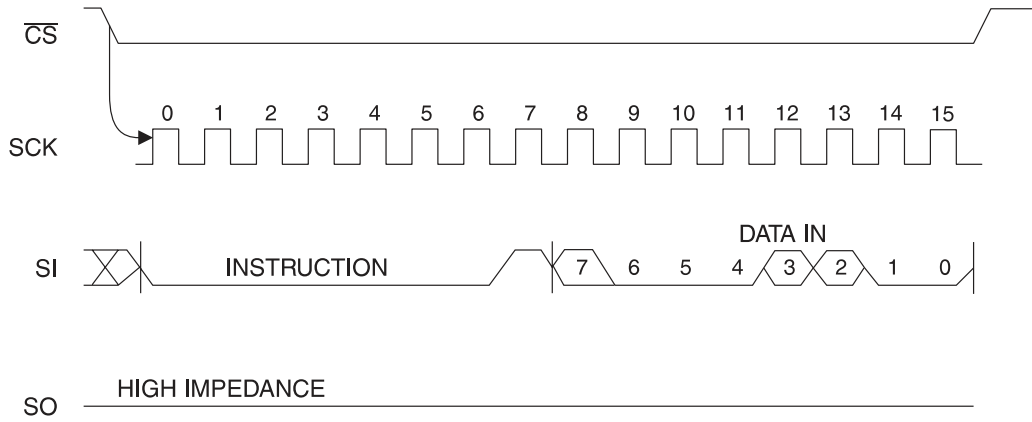 CS
0 1 2 3 4 5 6 7 8 9 10 11 12 13 14 15
SCK
DATA IN
SI
INSTRUCTION
7 6 5 4 3 2 1 0
HIGH IMPEDANCE
SO